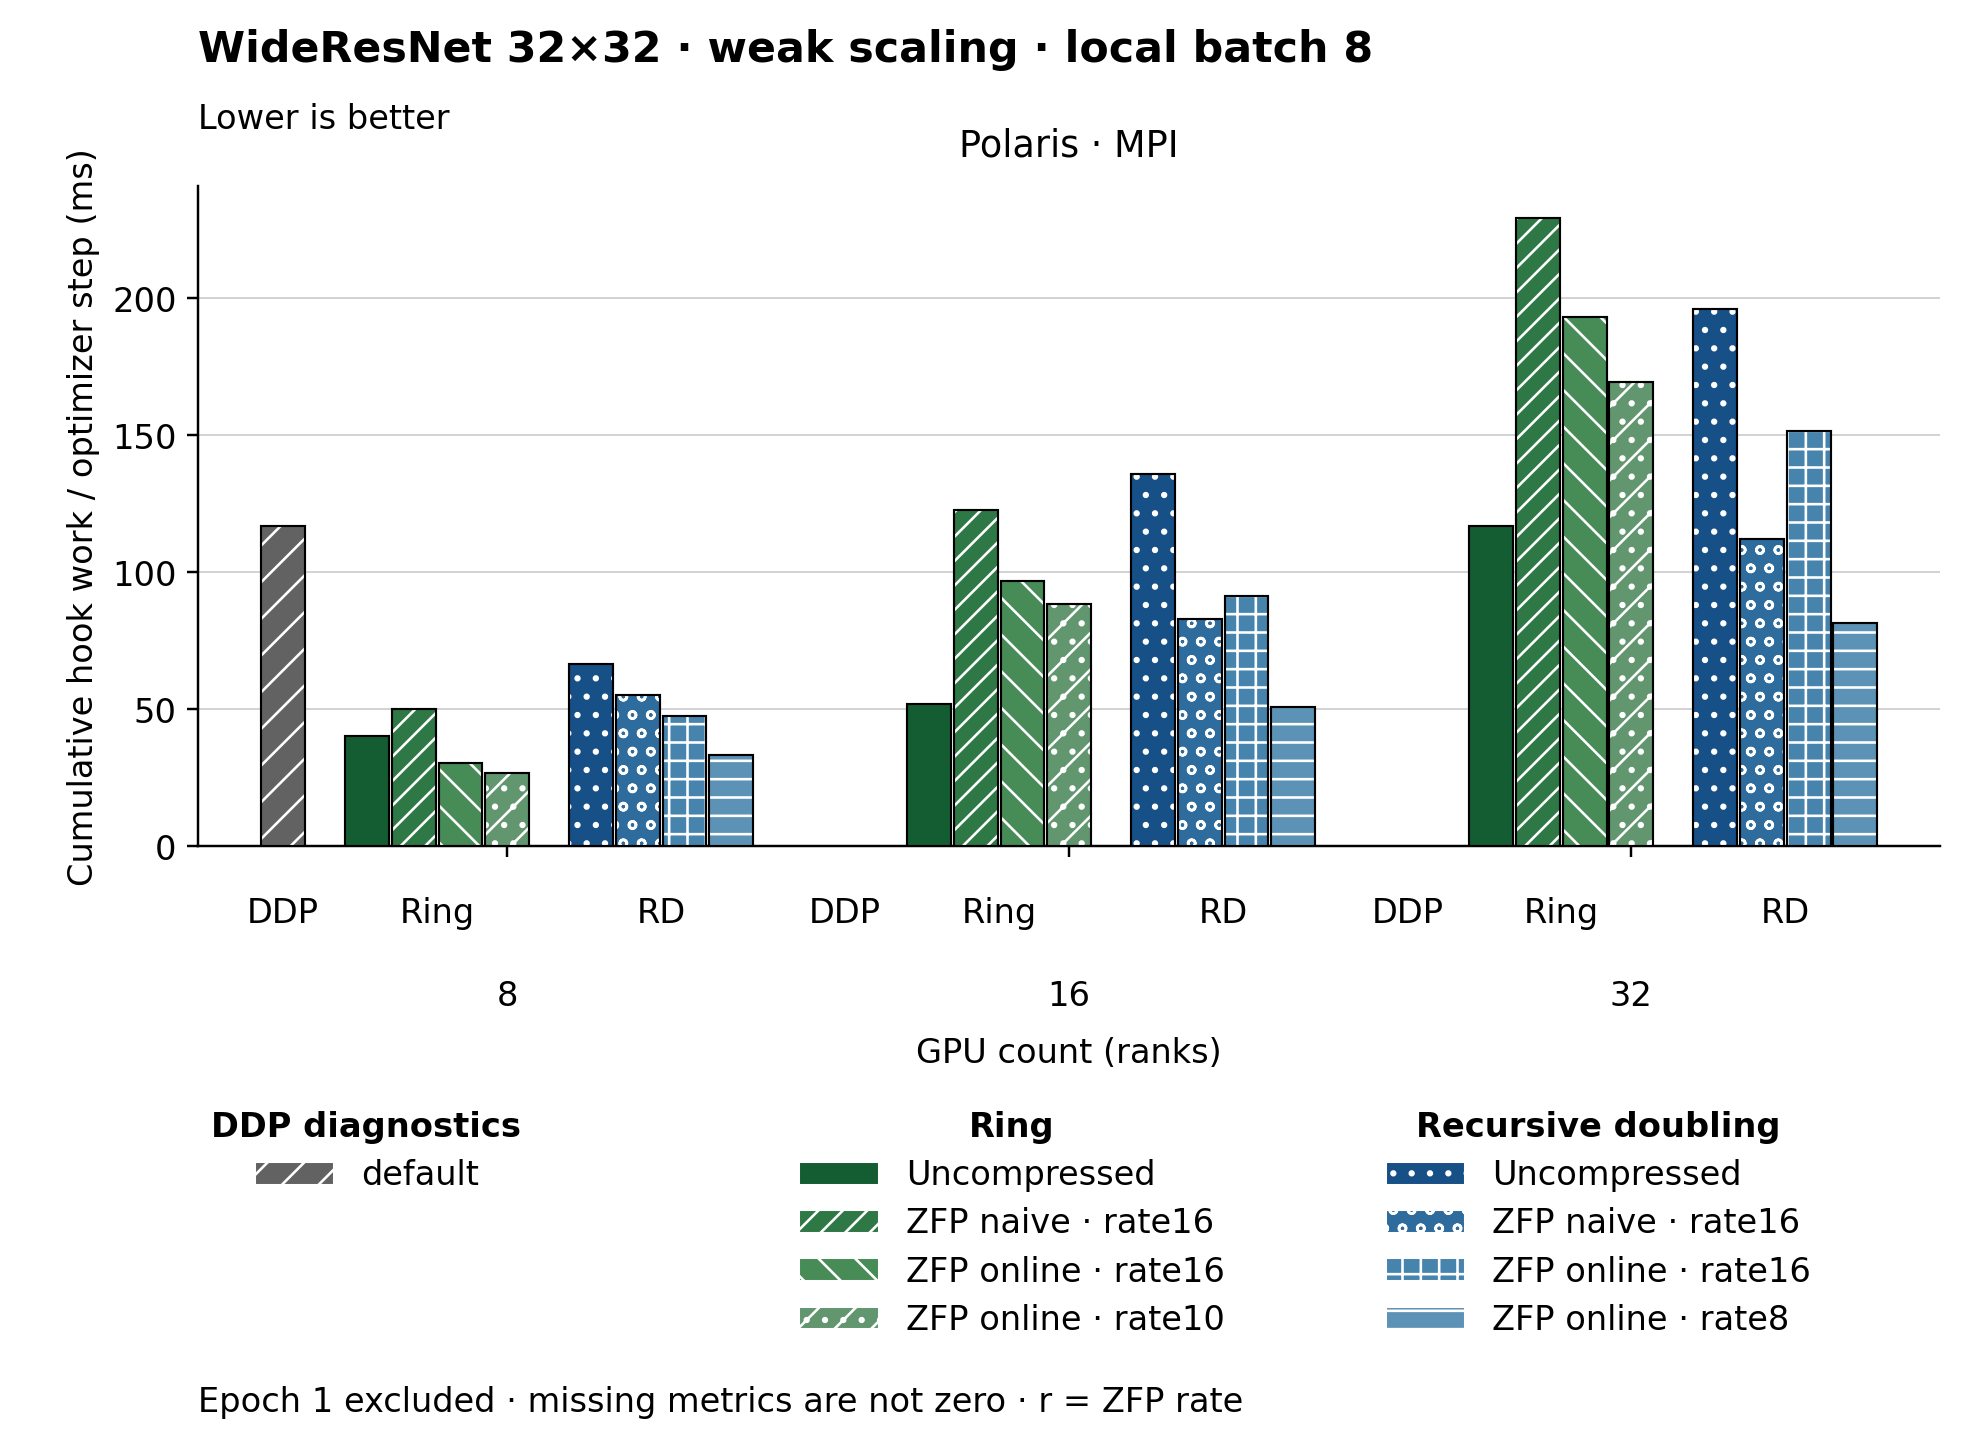 WideResNet 32×32 · weak scaling · local batch 8
Lower is better
Polaris · MPI
Cumulative hook work / optimizer step (ms)
200
150
100
50
0
DDP Ring RD DDP Ring RD DDP Ring RD
8 16 32
GPU count (ranks)
DDP diagnostics
default
Ring
Uncompressed
ZFP naive · rate16
ZFP online · rate16
ZFP online · rate10
Recursive doubling
Uncompressed
ZFP naive · rate16
ZFP online · rate16
ZFP online · rate8
Epoch 1 excluded · missing metrics are not zero · r = ZFP rate